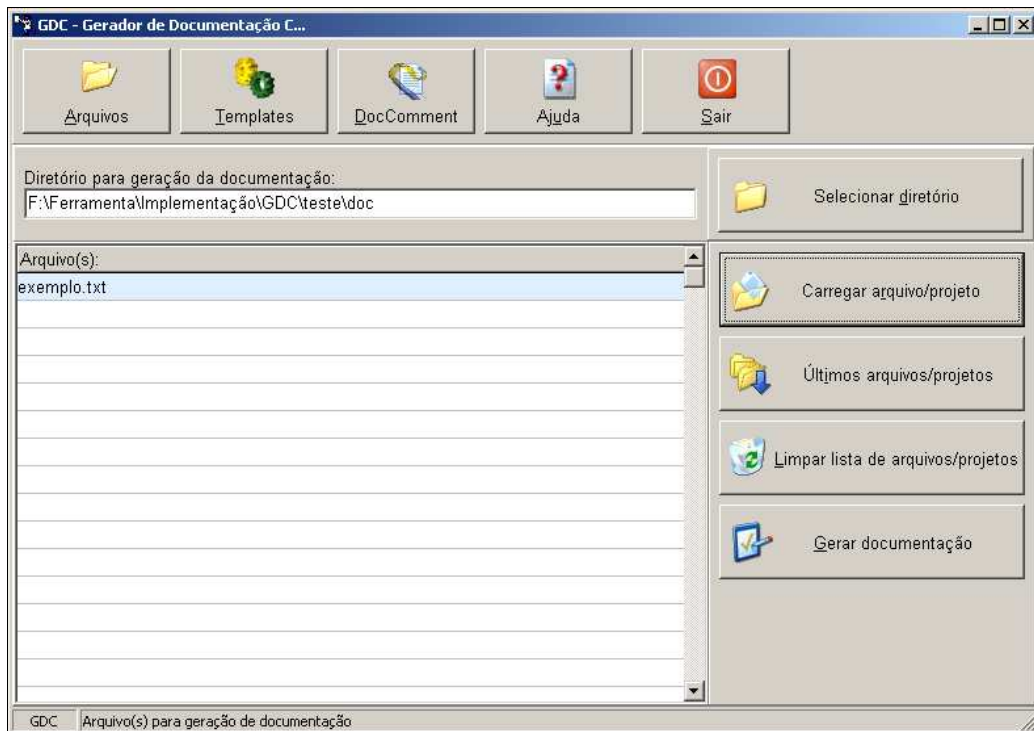 GDC - Gerador de Documentação C...
Arquivos
Templates
DocComment
Ajuda
Sair
Diretório para geração da documentação:
F:\Ferramenta\Implementação\GDC\teste\doc
Selecionar diretório
Arquivo(s):
exemplo.txt
Carregar arquivo/projeto
Últimos arquivos/projetos
Limpar lista de arquivos/projetos
Gerar documentação
GDC
Arquivo(s) para geração de documentação